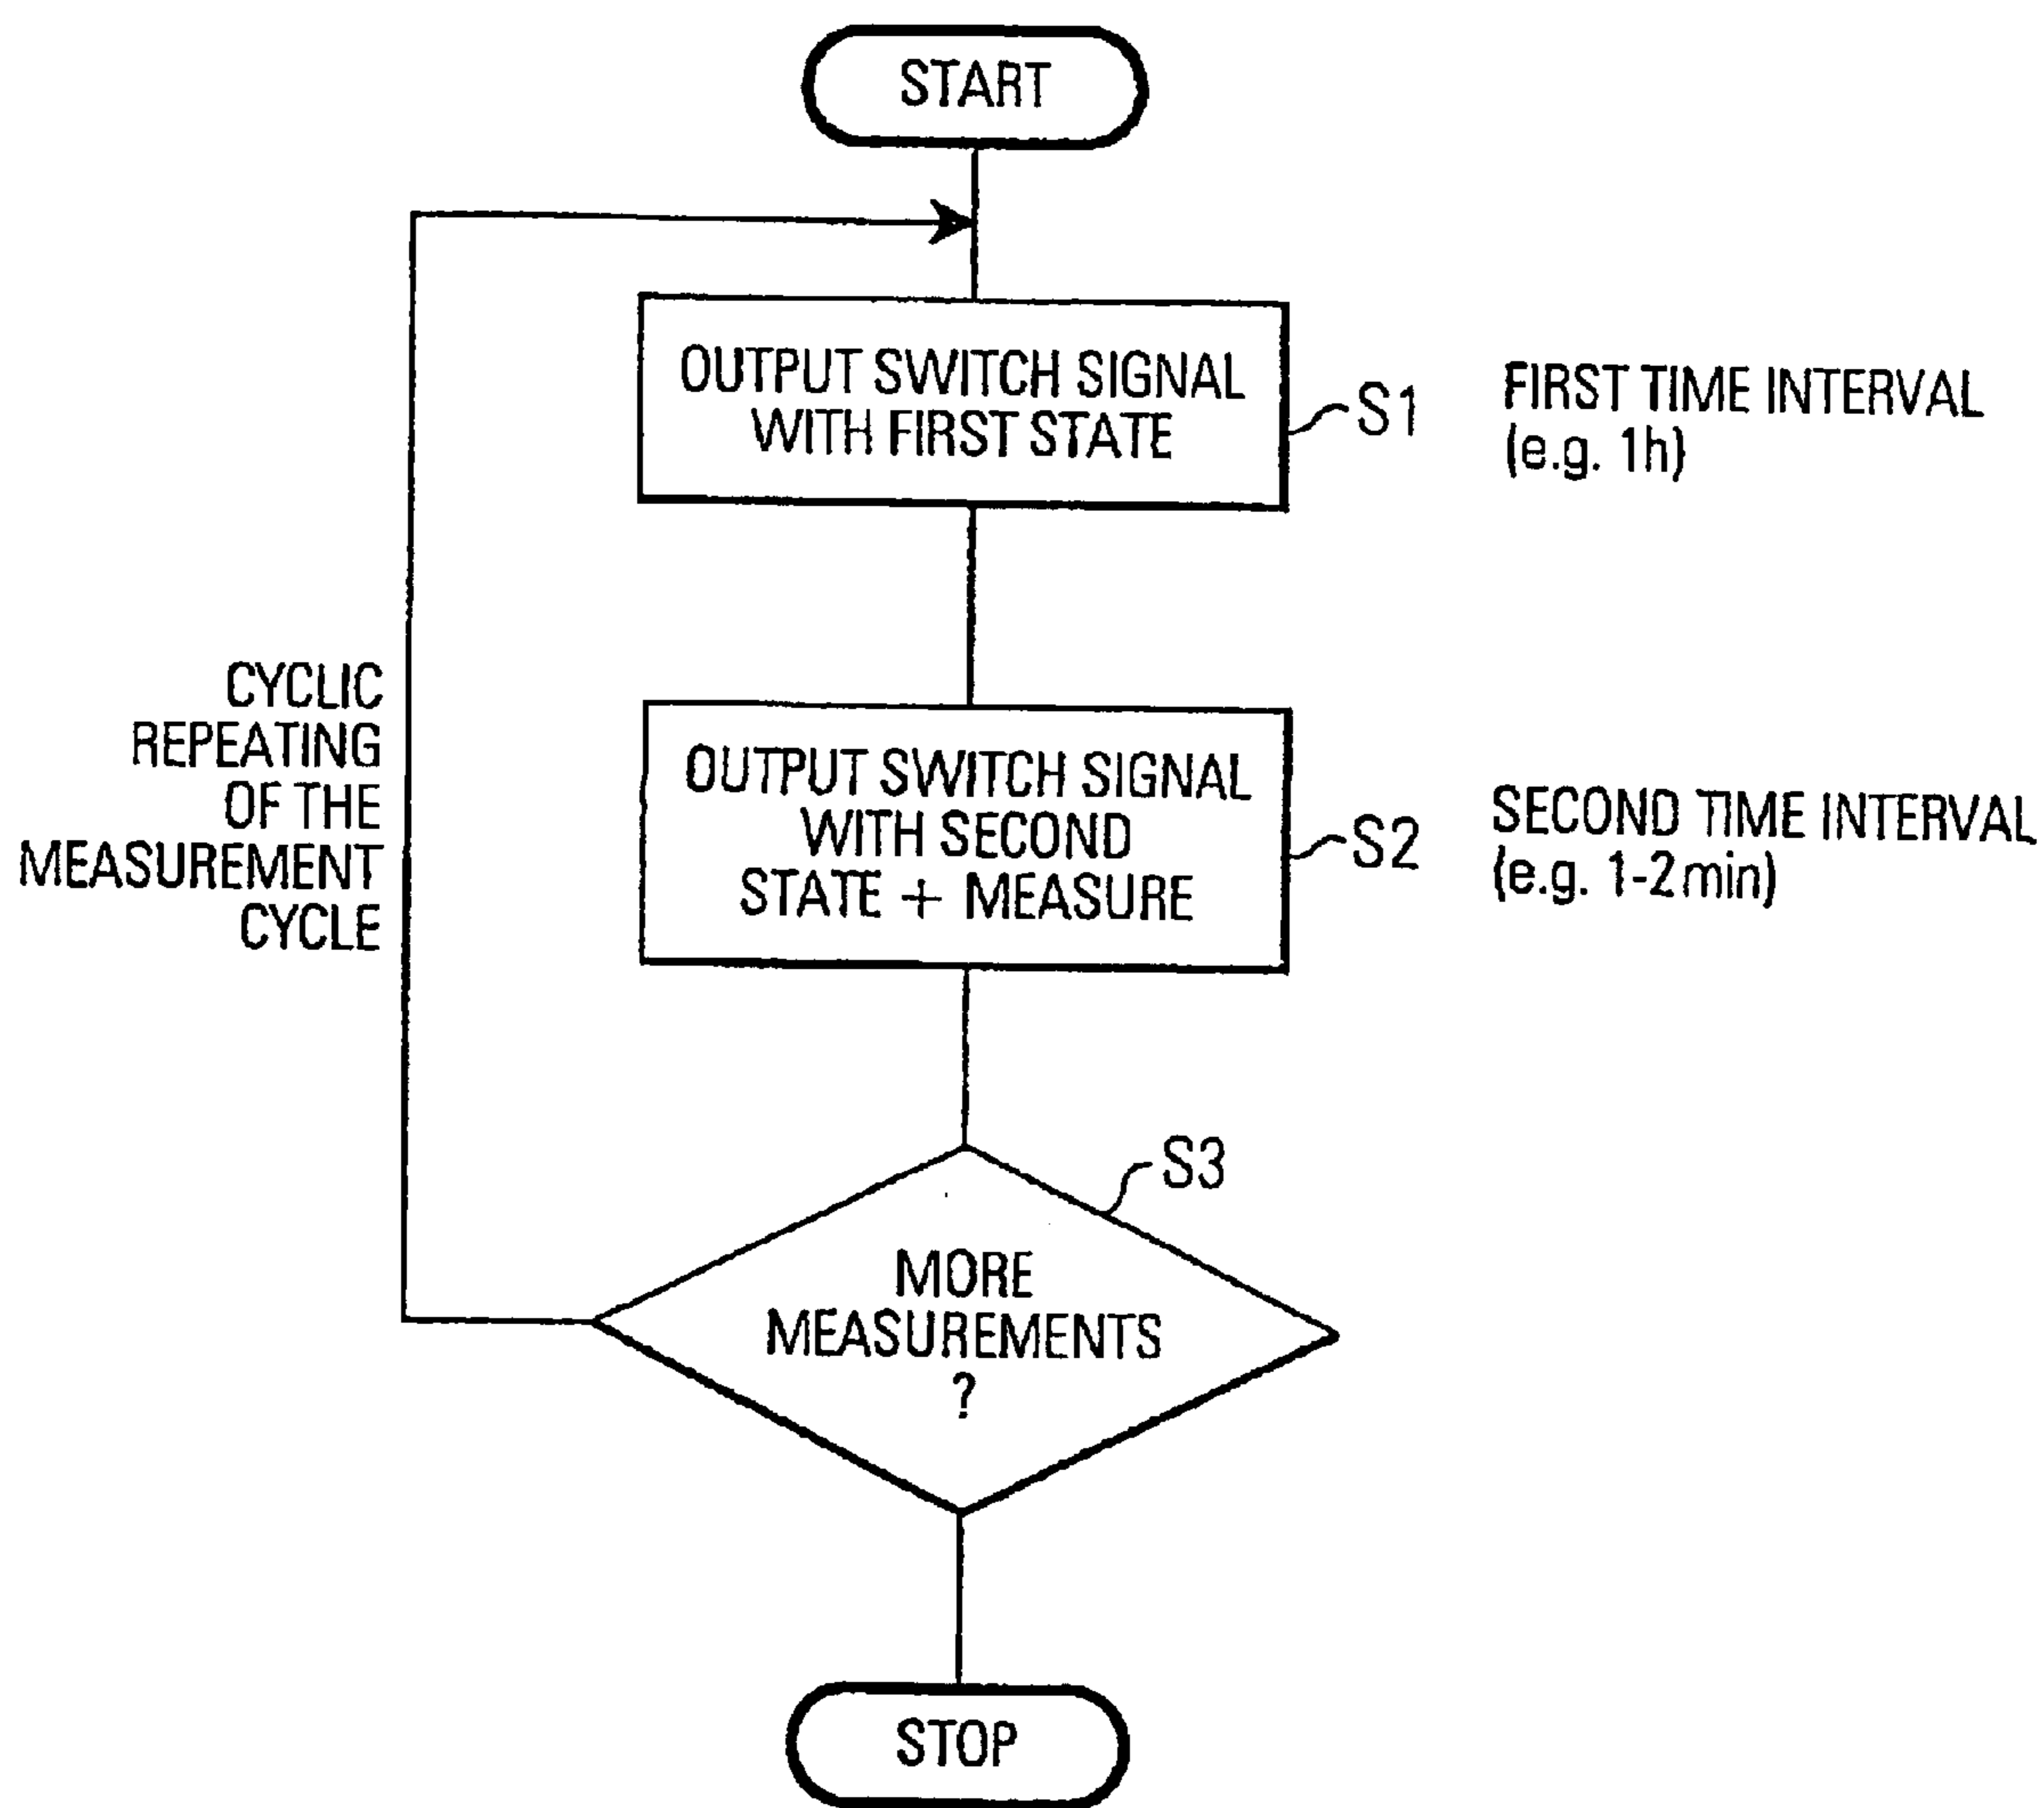 START
OUTPUT SWITCH SIGNAL
WITH FIRST STATE
S1
FIRST TIME INTERVAL
(e.g. 1h)
CYCLIC
REPEATING
OF THE
MEASUREMENT
CYCLE
OUTPUT SWITCH SIGNAL
WITH SECOND
STATE + MEASURE
S2
SECOND TIME INTERVAL
(e.g. 1-2min)
S3
MORE
MEASUREMENTS
?
STOP